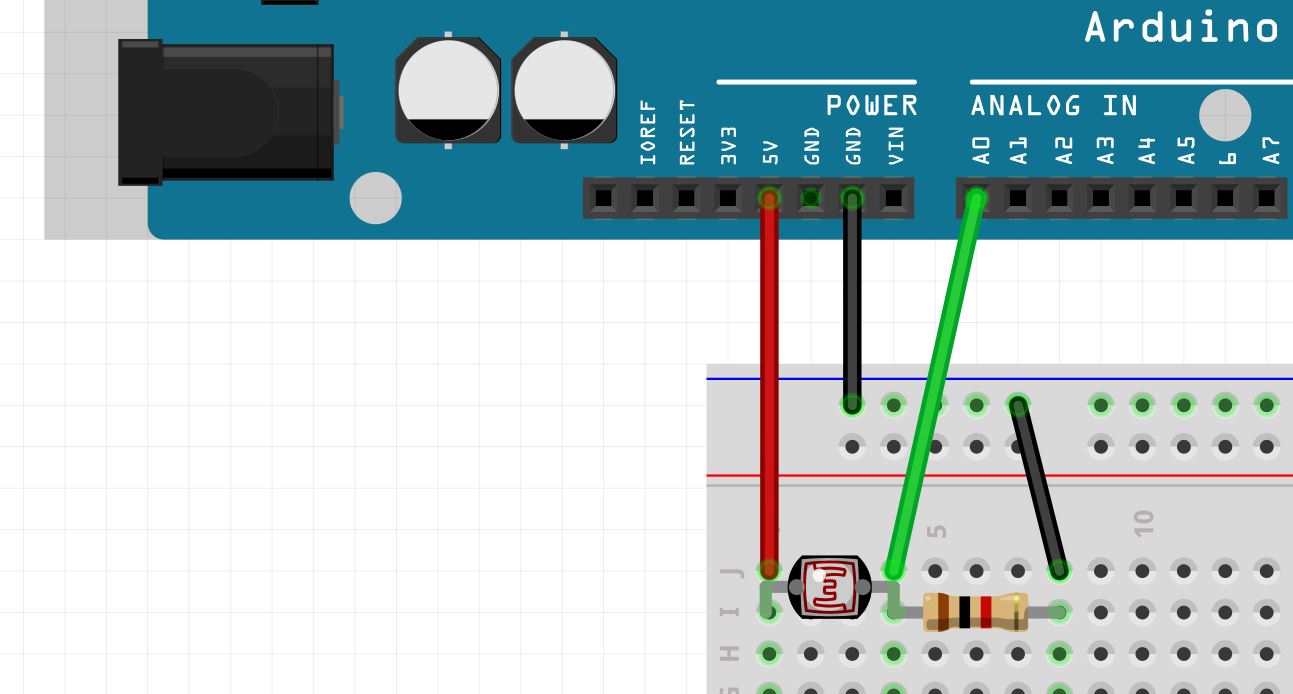 Arduino
POWER
ANALOG IN
IOREF
RESET
3V3
5V
GND
GND
VIN
A0
A1
A2
A3
A4
A5
6
A7
5
10
J
I
H